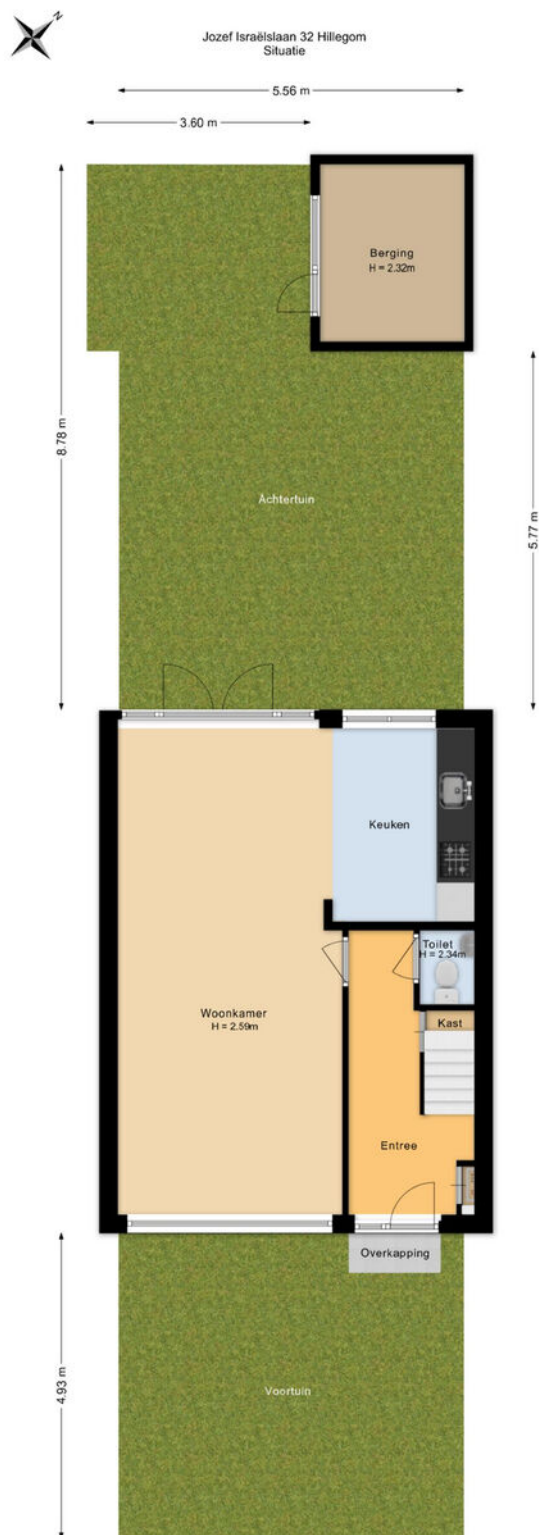 N
Jozef Israëlslaan 32 Hillegom
Situatie
5.56 m
3.60 m
Berging
H = 2.32m
8.78 m
5.77 m
Achtertuin
Keuken
Toilet
H = 2.34m
Woonkamer
H = 2.59m
Kast
Entree
Overkapping
4.93 m
Voortuin